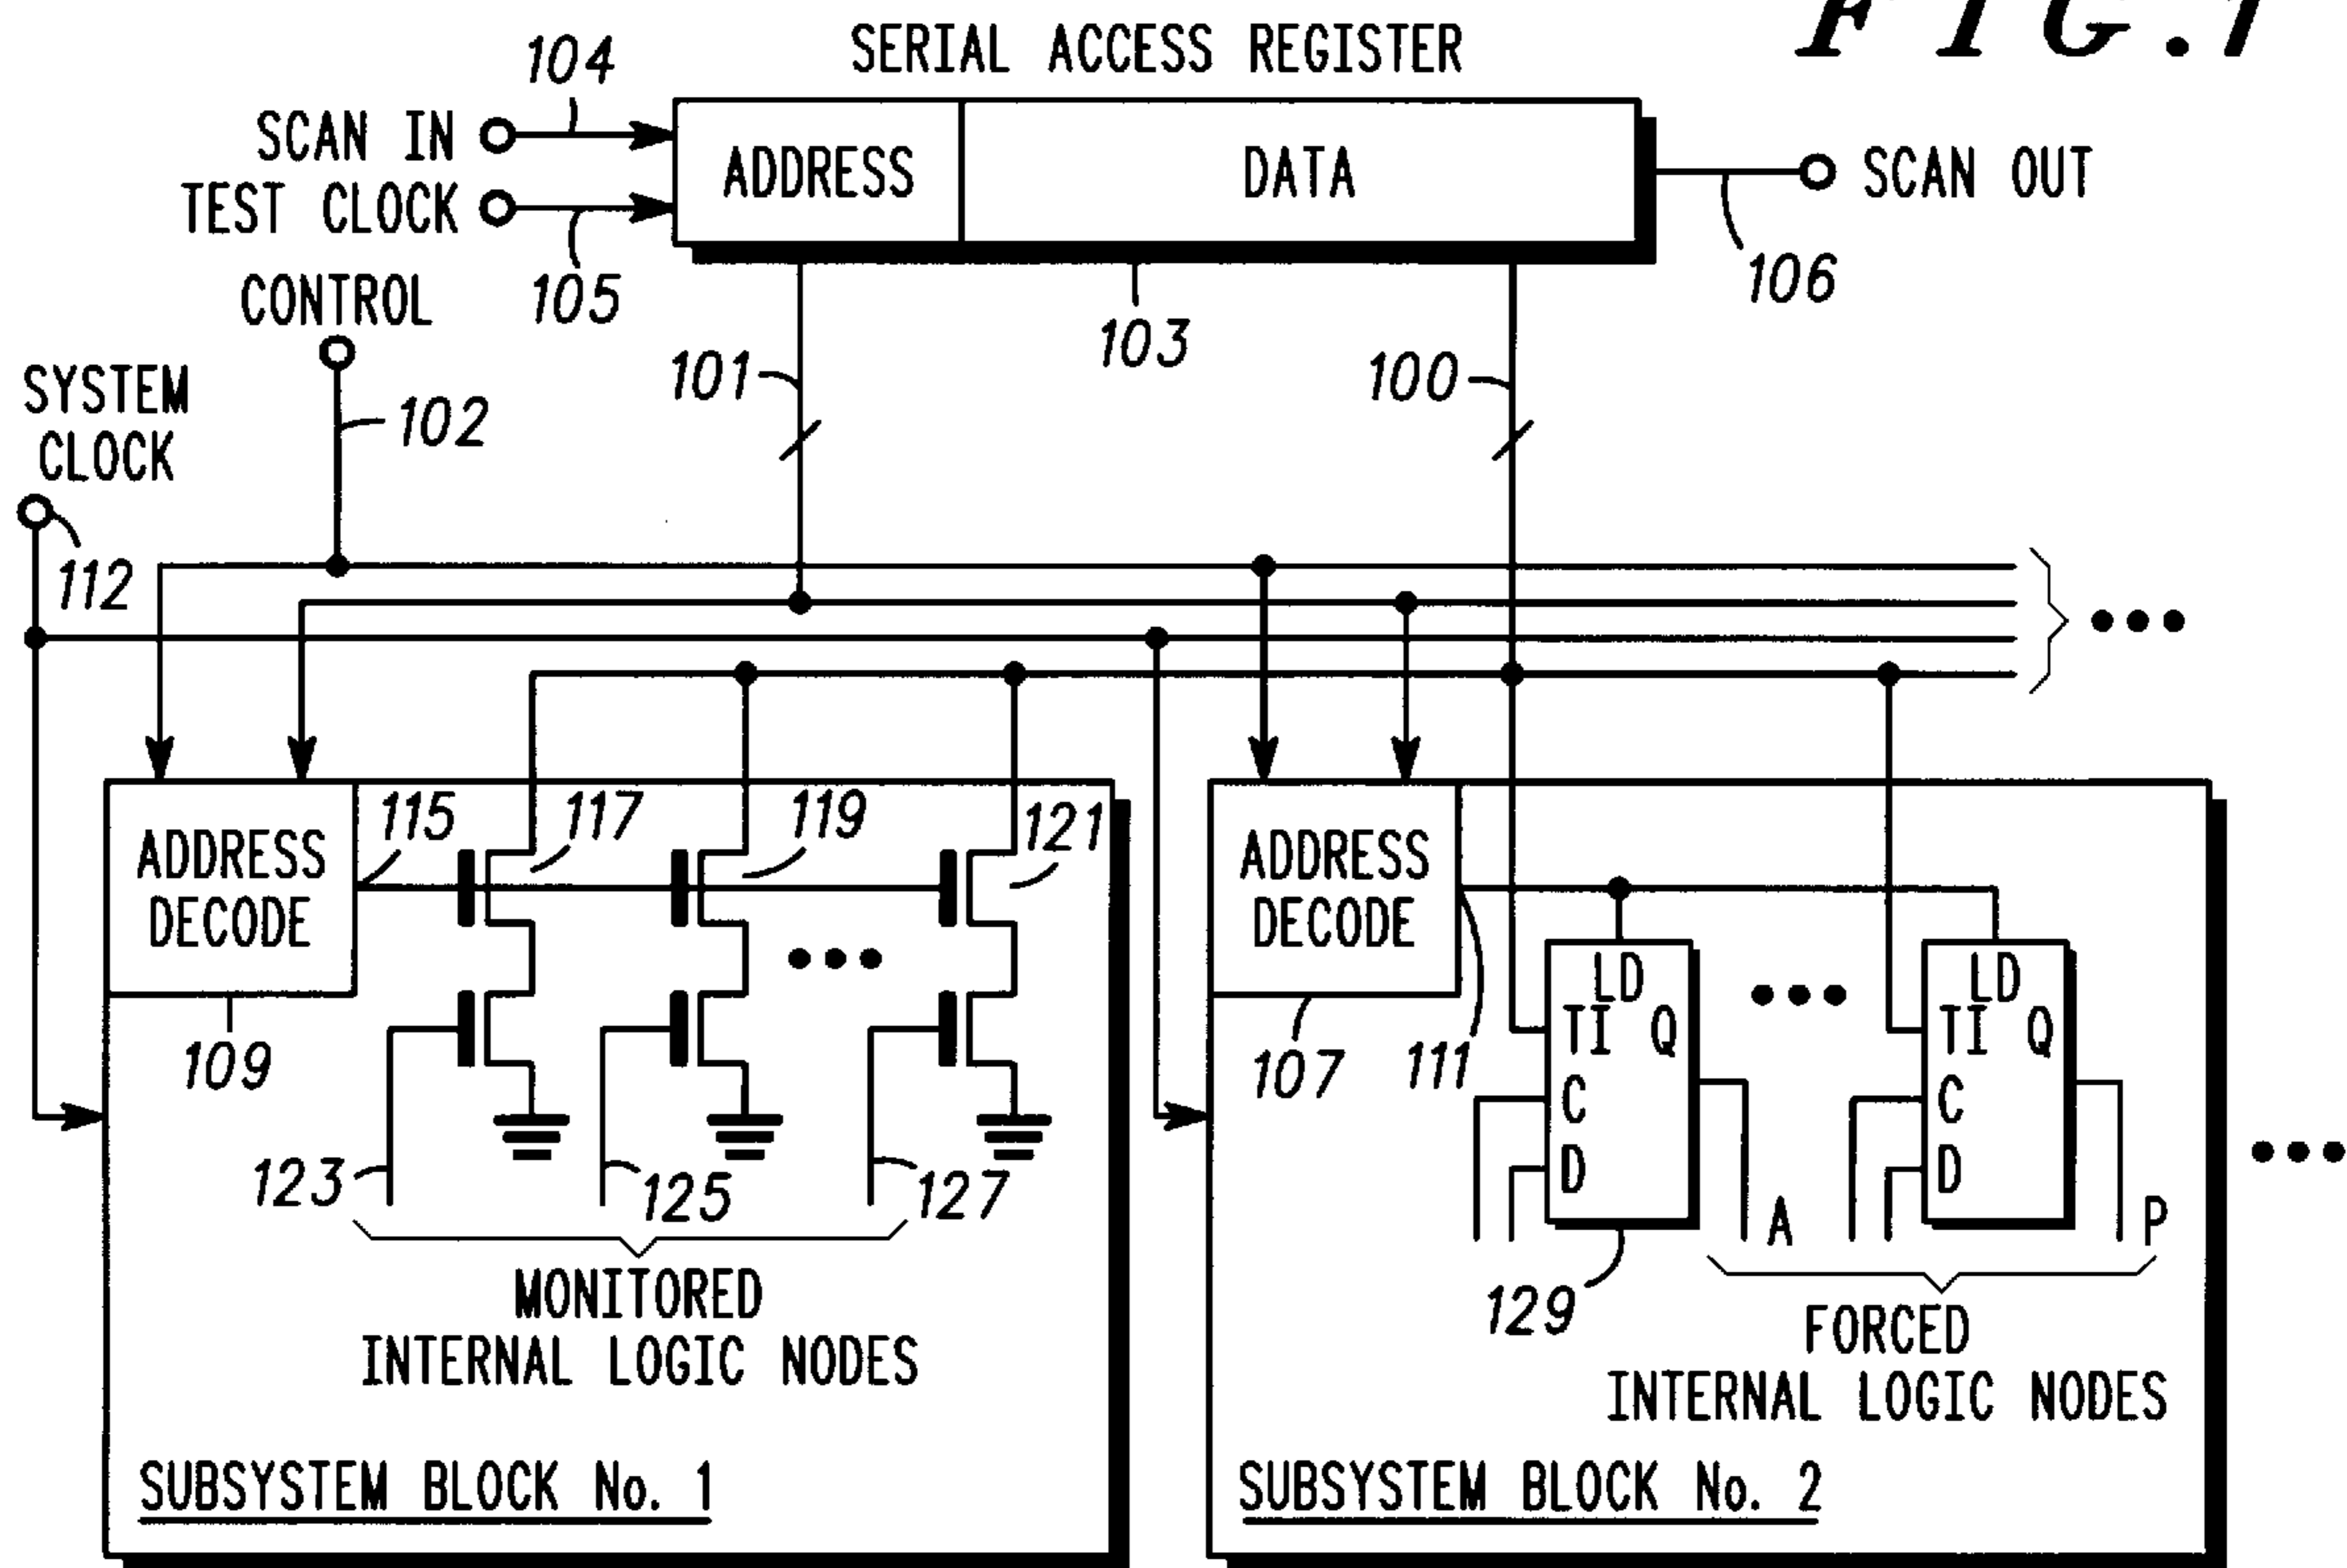 FIG.1
SERIAL ACCESS REGISTER
104
SCAN IN
ADDRESS
DATA
SCAN OUT
TEST CLOCK
105
106
CONTROL
103
101
100
SYSTEM
CLOCK
102
112
115
117
119
121
ADDRESS
DECODE
ADDRESS
DECODE
LD
TI Q
C
D
LD
TI Q
C
D
109
107
111
123
125
127
A
P
129
MONITORED
INTERNAL LOGIC NODES
FORCED
INTERNAL LOGIC NODES
SUBSYSTEM BLOCK No. 1
SUBSYSTEM BLOCK No. 2